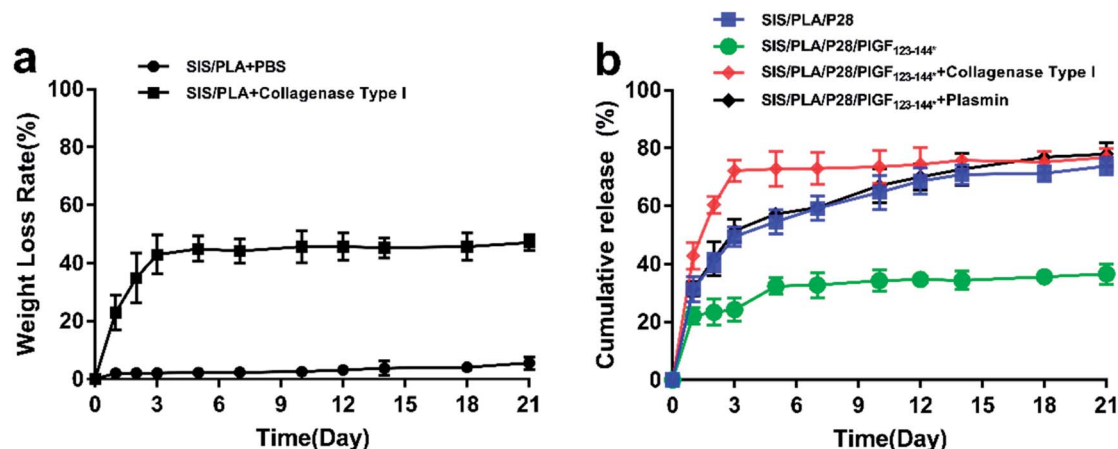 a
SIS/PLA+PBS
SIS/PLA+Collagenase Type I
Weight Loss Rate(%)
100
80
60
40
20
0
0 3 6 9 12 15 18 21
Time(Day)
b
SIS/PLA/P28
SIS/PLA/P28/PlGF123-144*
SIS/PLA/P28/PlGF123-144*+Collagenase Type I
SIS/PLA/P28/PlGF123-144*+Plasmin
Cumulative release (%)
100
80
60
40
20
0
0 3 6 9 12 15 18 21
Time(Day)